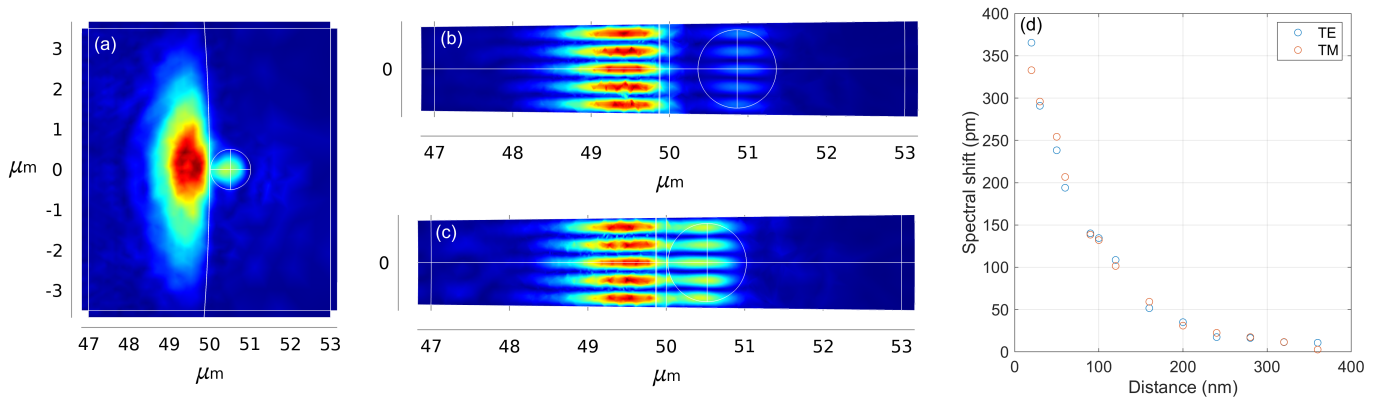 (a)
3
2
1
μm 0
-1
-2
-3
47 48 49 50 51 52 53
μm
(b)
0
47 48 49 50 51 52 53
μm
(c)
0
47 48 49 50 51 52 53
μm
(d)
TE
TM
400
350
300
250
200
150
100
50
0
Spectral shift (pm)
0 100 200 300 400
Distance (nm)